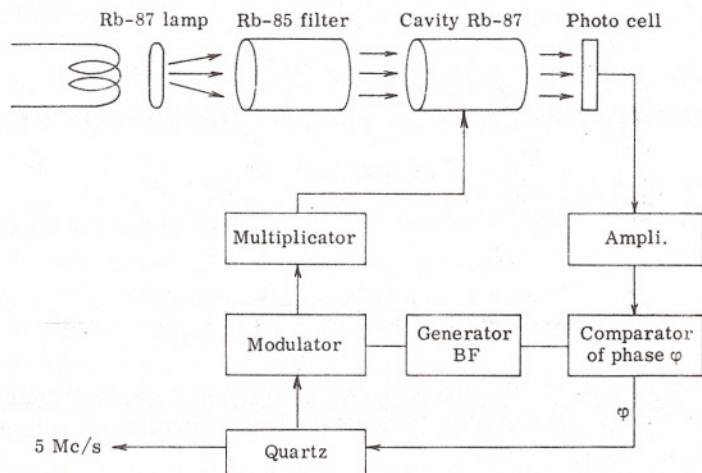 Rb-87 lamp
Rb-85 filter
Cavity Rb-87
Photo cell
Multiplicator
Ampli.
Modulator
Generator
BF
Comparator
of phase φ
φ
5 Mc/s
Quartz